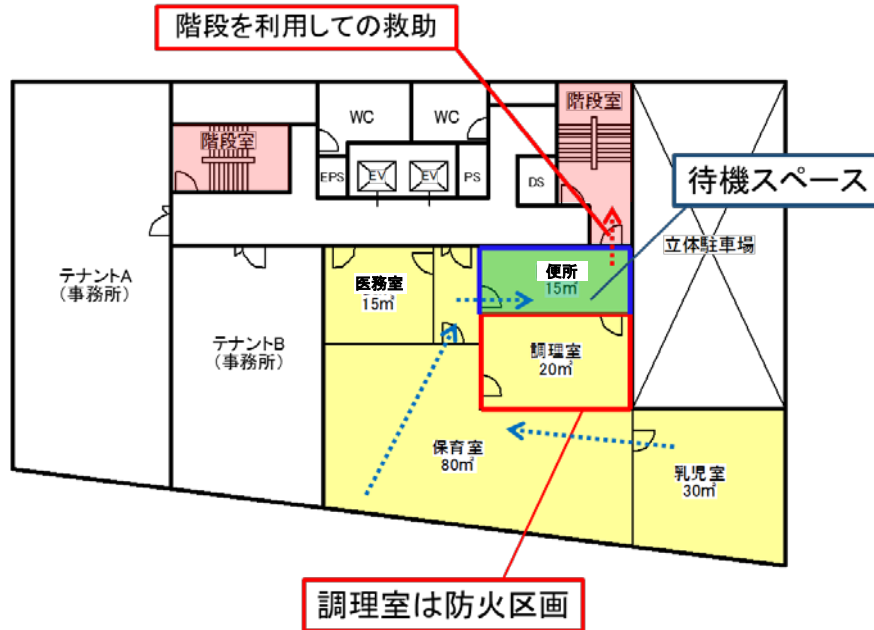 階段を利用しての救助
階段室
WC
WC
階段室
EPS
EV
EV
PS
DS
待機スペース
立体駐車場
テナントA
(事務所)
テナントB
(事務所)
医務室
15㎡
便所
15㎡
調理室
20㎡
保育室
80㎡
乳児室
30㎡
調理室は防火区画